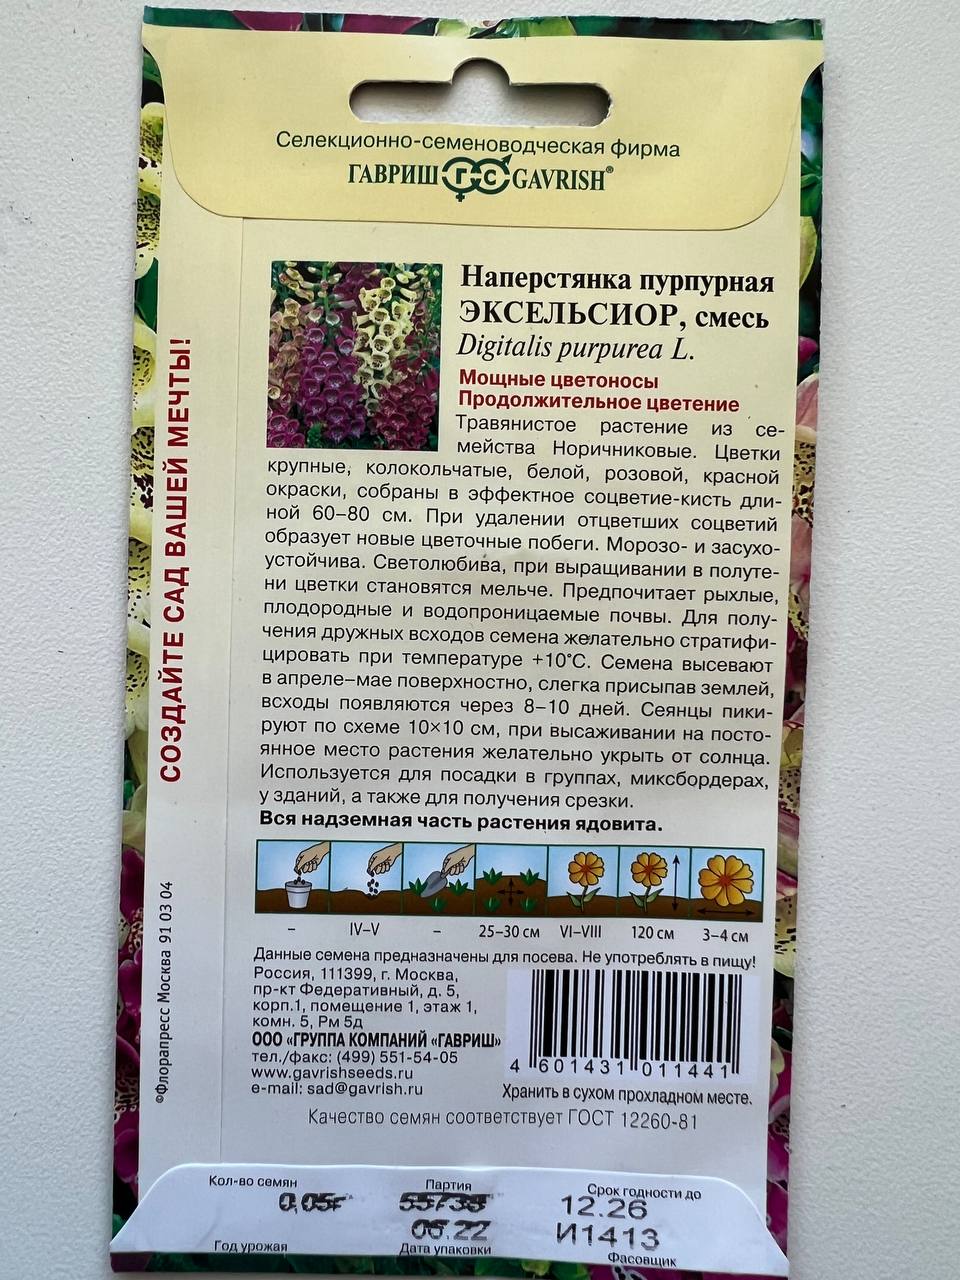 Селекционно-семеноводческая фирма
ГАВРИШ ГС GAVRISH®
Наперстянка пурпурная
ЭКСЕЛЬСИОР, смесь
Digitalis purpurea L.
Мощные цветоносы
Продолжительное цветение
Травянистое растение из се-
мейства Норичниковые. Цветки
крупные, колокольчатые, белой, розовой, красной
окраски, собраны в эффектное соцветие-кисть дли-
ной 60–80 см. При удалении отцветших соцветий
образует новые цветочные побеги. Морозо- и засухо-
устойчива. Светолюбива, при выращивании в полуте-
ни цветки становятся мельче. Предпочитает рыхлые,
плодородные и водопроницаемые почвы. Для полу-
чения дружных всходов семена желательно стратифи-
цировать при температуре +10°С. Семена высевают
в апреле–мае поверхностно, слегка присыпав землей,
всходы появляются через 8–10 дней. Сеянцы пики-
руют по схеме 10×10 см, при высаживании на посто-
янное место растения желательно укрыть от солнца.
Используется для посадки в группах, миксбордерах,
у зданий, а также для получения срезки.
Вся надземная часть растения ядовита.
– IV–V – 25–30 см VI–VIII 120 см 3–4 см
Данные семена предназначены для посева. Не употреблять в пищу!
Россия, 111399, г. Москва,
пр-кт Федеративный, д. 5,
корп.1, помещение 1, этаж 1,
комн. 5, Рм 5д
ООО «ГРУППА КОМПАНИЙ «ГАВРИШ»
тел./факс: (499) 551-54-05
www.gavrishseeds.ru
e-mail: sad@gavrish.ru
4 601431 011441
Хранить в сухом прохладном месте.
Качество семян соответствует ГОСТ 12260-81
СОЗДАЙТЕ САД ВАШЕЙ МЕЧТЫ!
©Флорапресс Москва 91 03 04
Кол-во семян Партия Срок годности до
0,05г 55738 12.26
06.22 И1413
Год урожая Дата упаковки Фасовщик